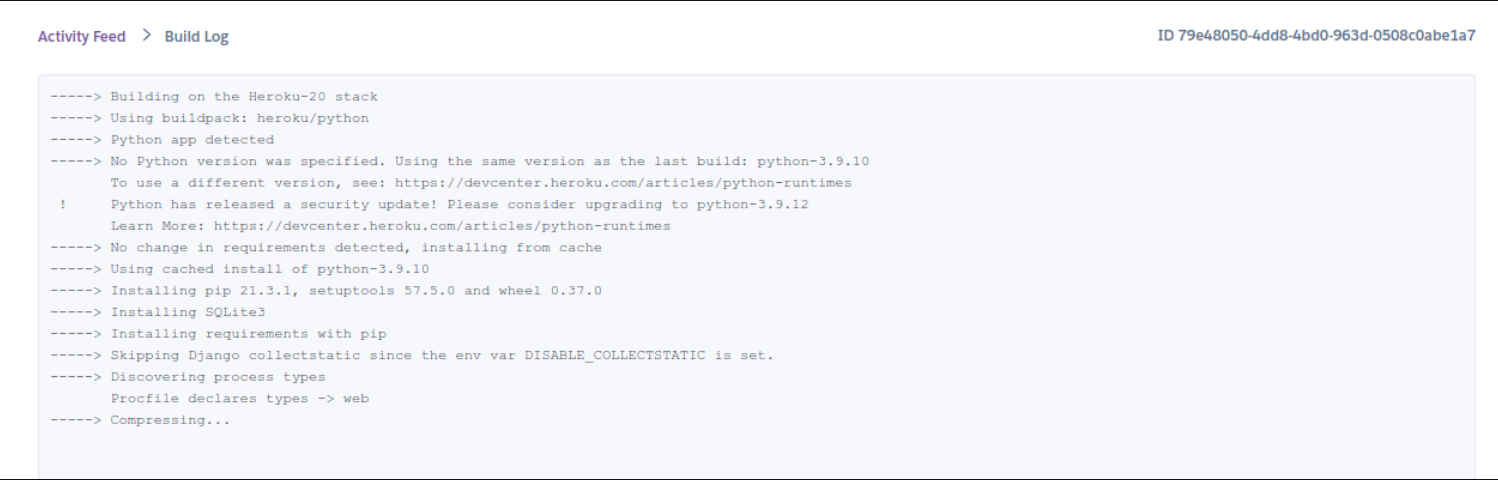 Activity Feed > Build Log
ID 79e48050-4dd8-4bd0-963d-0508c0abe1a7
-----> Building on the Heroku-20 stack
-----> Using buildpack: heroku/python
-----> Python app detected
-----> No Python version was specified. Using the same version as the last build: python-3.9.10
To use a different version, see: https://devcenter.heroku.com/articles/python-runtimes
! Python has released a security update! Please consider upgrading to python-3.9.12
Learn More: https://devcenter.heroku.com/articles/python-runtimes
-----> No change in requirements detected, installing from cache
-----> Using cached install of python-3.9.10
-----> Installing pip 21.3.1, setuptools 57.5.0 and wheel 0.37.0
-----> Installing SQLite3
-----> Installing requirements with pip
-----> Skipping Django collectstatic since the env var DISABLE_COLLECTSTATIC is set.
-----> Discovering process types
Procfile declares types -> web
-----> Compressing...